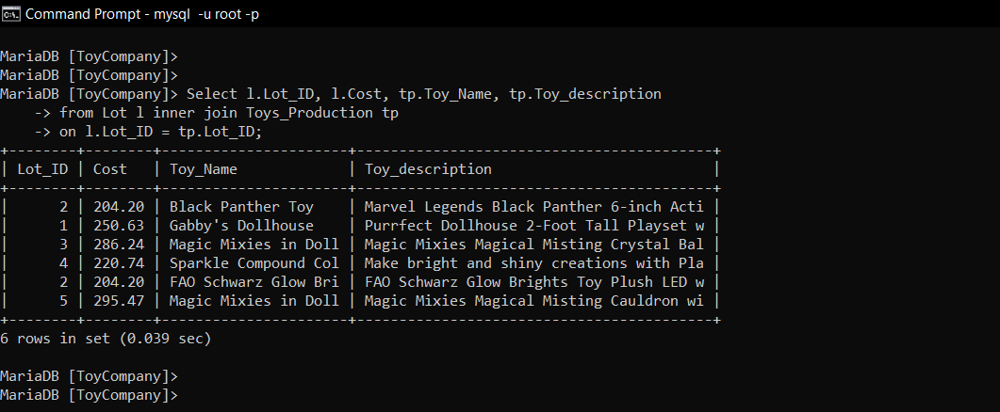 Command Prompt - mysql -u root -p
MariaDB [ToyCompany]>
MariaDB [ToyCompany]>
MariaDB [ToyCompany]> Select l.Lot_ID, l.Cost, tp.Toy_Name, tp.Toy_description
    -> from Lot l inner join Toys_Production tp
    -> on l.Lot_ID = tp.Lot_ID;
+--------+--------+----------------------+------------------------------------------+
| Lot_ID | Cost   | Toy_Name             | Toy_description                          |
+--------+--------+----------------------+------------------------------------------+
|      2 | 204.20 | Black Panther Toy    | Marvel Legends Black Panther 6-inch Acti |
|      1 | 250.63 | Gabby's Dollhouse    | Purrfect Dollhouse 2-Foot Tall Playset w |
|      3 | 286.24 | Magic Mixies in Doll | Magic Mixies Magical Misting Crystal Bal |
|      4 | 220.74 | Sparkle Compound Col | Make bright and shiny creations with Pla |
|      2 | 204.20 | FAO Schwarz Glow Bri | FAO Schwarz Glow Brights Toy Plush LED w |
|      5 | 295.47 | Magic Mixies in Doll | Magic Mixies Magical Misting Cauldron wi |
+--------+--------+----------------------+------------------------------------------+
6 rows in set (0.039 sec)
MariaDB [ToyCompany]>
MariaDB [ToyCompany]>